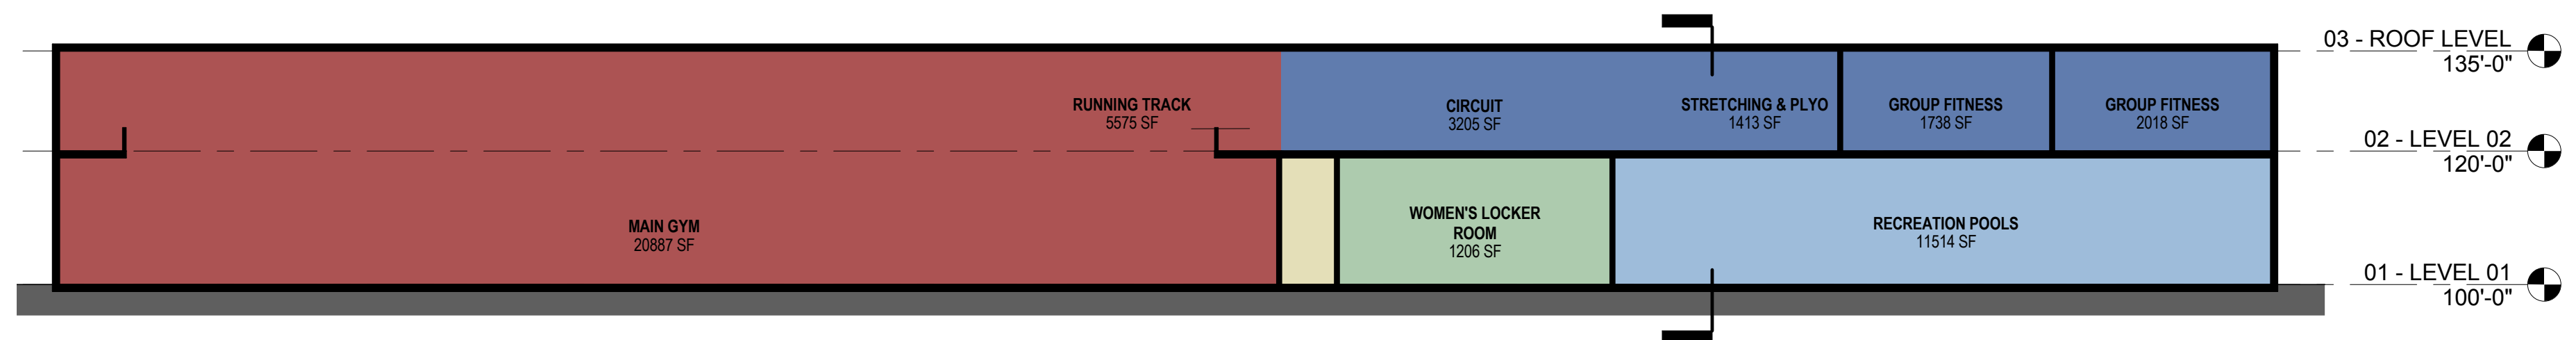 03 - ROOF LEVEL
135'-0"
RUNNING TRACK
5575 SF
CIRCUIT
3205 SF
STRETCHING & PLYO
1413 SF
GROUP FITNESS
1738 SF
GROUP FITNESS
2018 SF
02 - LEVEL 02
120'-0"
MAIN GYM
20887 SF
WOMEN'S LOCKER
ROOM
1206 SF
RECREATION POOLS
11514 SF
01 - LEVEL 01
100'-0"